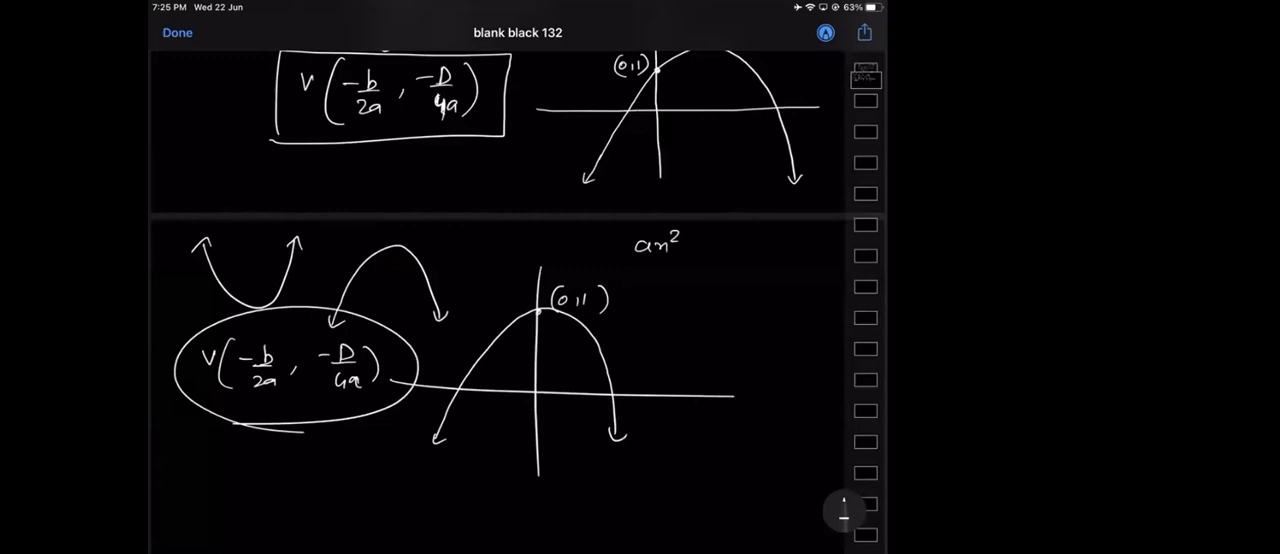 7:25 PM Wed 22 Jun
63%
Done
blank black 132
V(-b/2a, -D/4a)
(0,1)
ax²
(0,1)
V(-b/2a, -D/4a)